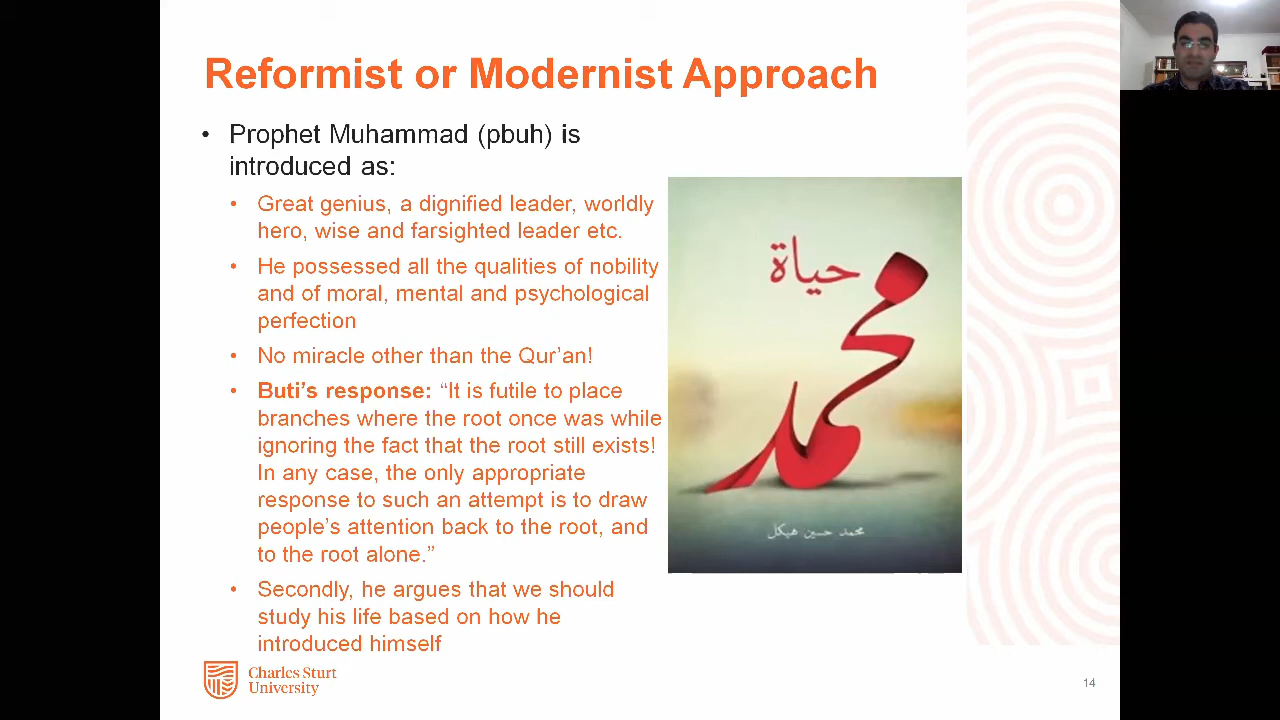 Reformist or Modernist Approach
• Prophet Muhammad (pbuh) is
introduced as:
• Great genius, a dignified leader, worldly
hero, wise and farsighted leader etc.
• He possessed all the qualities of nobility
and of moral, mental and psychological
perfection
• No miracle other than the Qur’an!
• Buti’s response: “It is futile to place
branches where the root once was while
ignoring the fact that the root still exists!
In any case, the only appropriate
response to such an attempt is to draw
people’s attention back to the root, and
to the root alone.”
• Secondly, he argues that we should
study his life based on how he
introduced himself
حياة
محمد
محمد حسين هيكل
Charles Sturt
University
14